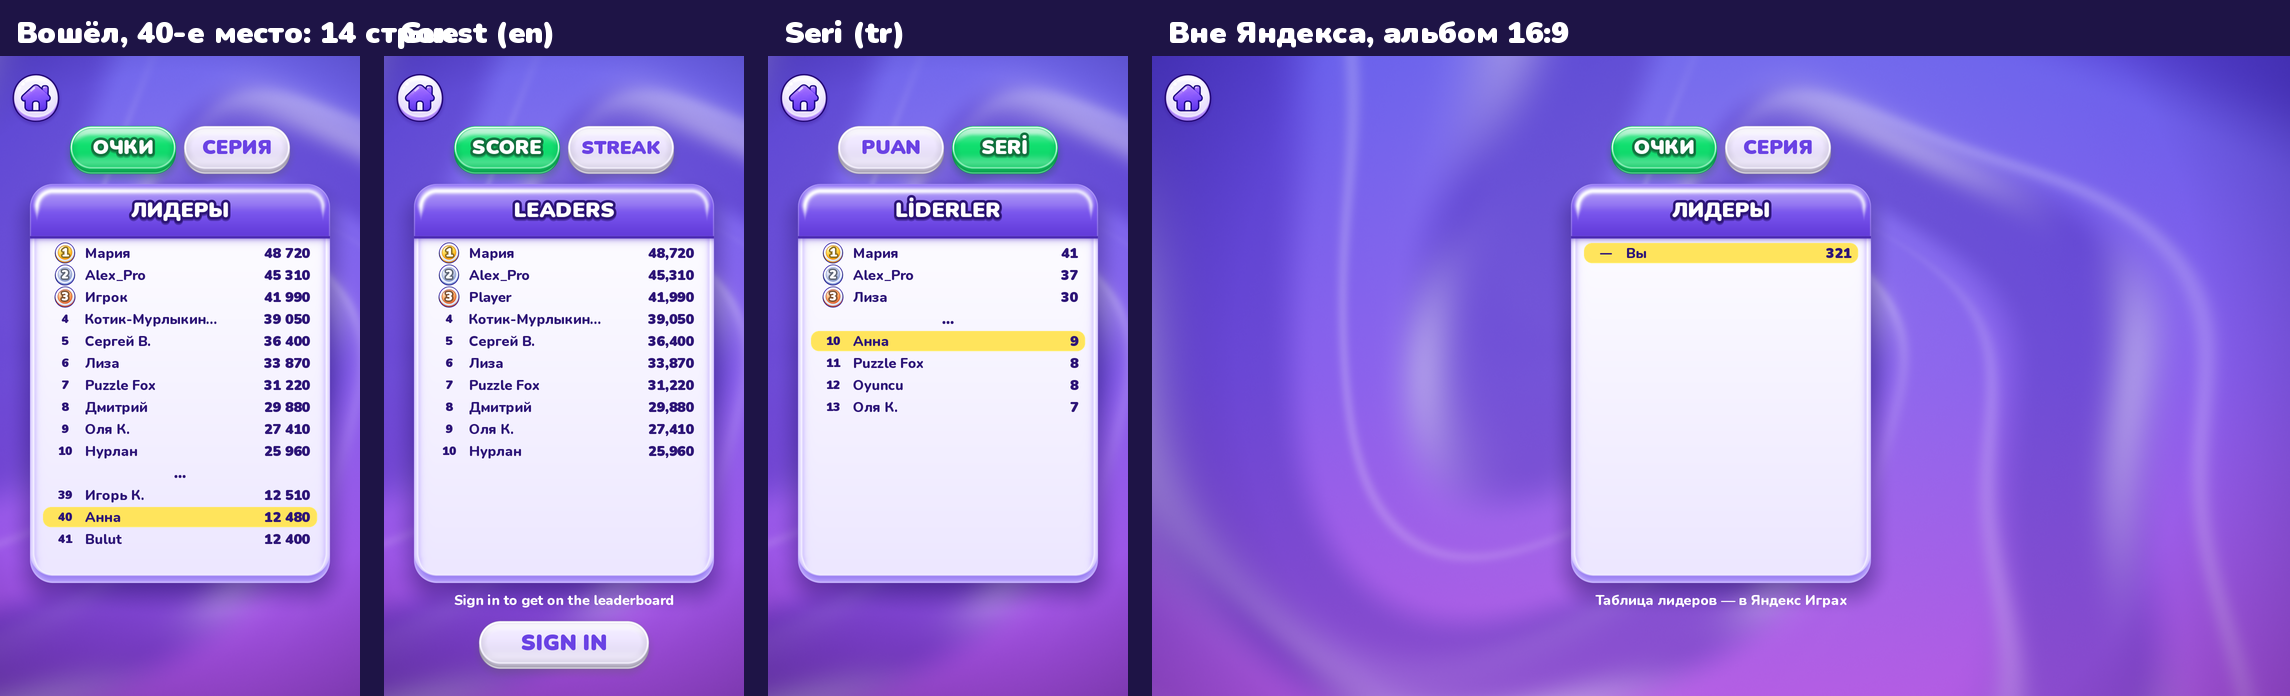 Вошёл, 40-е место: 14 строк
Guest (en)
Seri (tr)
Вне Яндекса, альбом 16:9
ОЧКИ
СЕРИЯ
ЛИДЕРЫ
1 Мария 48 720
2 Alex_Pro 45 310
3 Игрок 41 990
4 Котик-Мурлыкин... 39 050
5 Сергей В. 36 400
6 Лиза 33 870
7 Puzzle Fox 31 220
8 Дмитрий 29 880
9 Оля К. 27 410
10 Нурлан 25 960
...
39 Игорь К. 12 510
40 Анна 12 480
41 Bulut 12 400
SCORE
STREAK
LEADERS
1 Мария 48,720
2 Alex_Pro 45,310
3 Player 41,990
4 Котик-Мурлыкин... 39,050
5 Сергей В. 36,400
6 Лиза 33,870
7 Puzzle Fox 31,220
8 Дмитрий 29,880
9 Оля К. 27,410
10 Нурлан 25,960
Sign in to get on the leaderboard
SIGN IN
PUAN
SERİ
LİDERLER
1 Мария 41
2 Alex_Pro 37
3 Лиза 30
...
10 Анна 9
11 Puzzle Fox 8
12 Oyuncu 8
13 Оля К. 7
ОЧКИ
СЕРИЯ
ЛИДЕРЫ
— Вы 321
Таблица лидеров — в Яндекс Играх